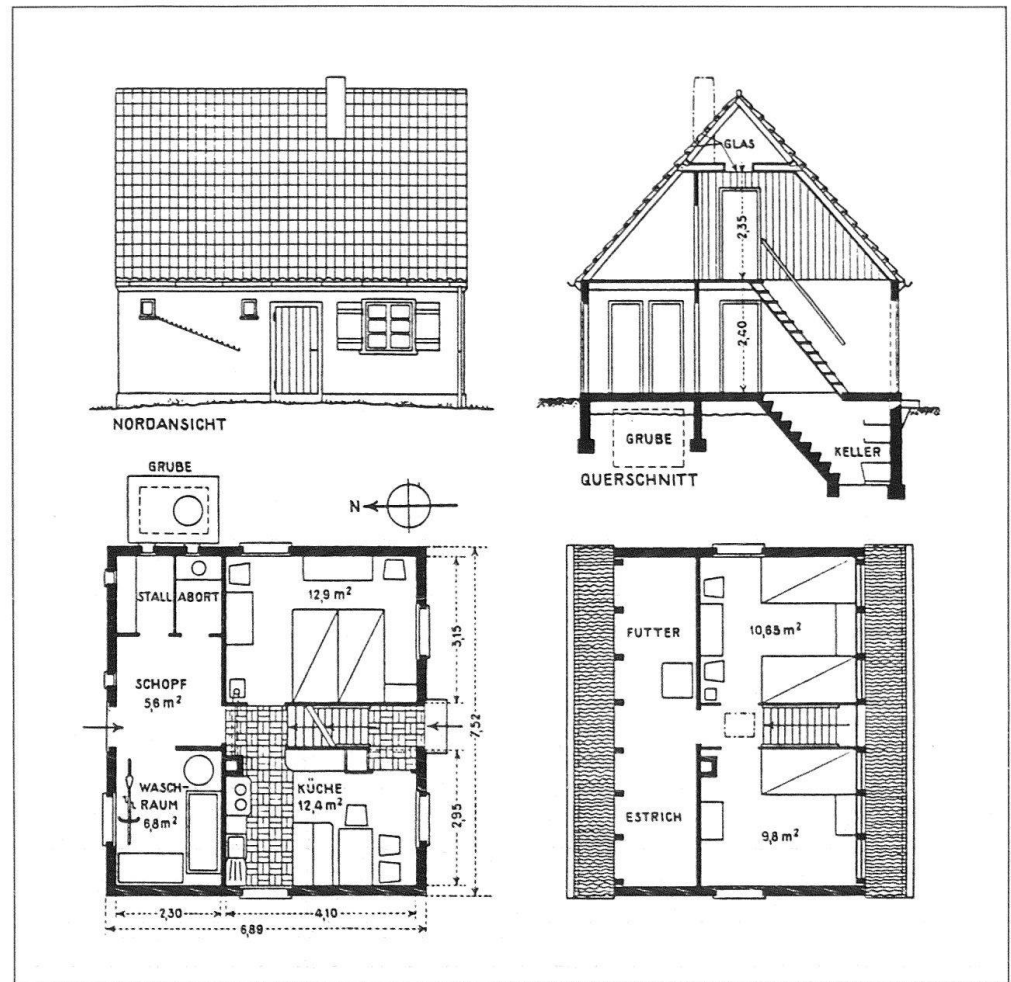 GLAS
2,35
2,40
NORDANSICHT
GRUBE
KELLER
QUERSCHNITT
GRUBE
N
STALL
ABORT
12,9 m²
3,15
SCHOPF
5,6 m²
7,52
WASCH-
RAUM
6,8 m²
KÜCHE
12,4 m²
2,95
2,30
4,10
6,89
FUTTER
10,65 m²
ESTRICH
9,8 m²